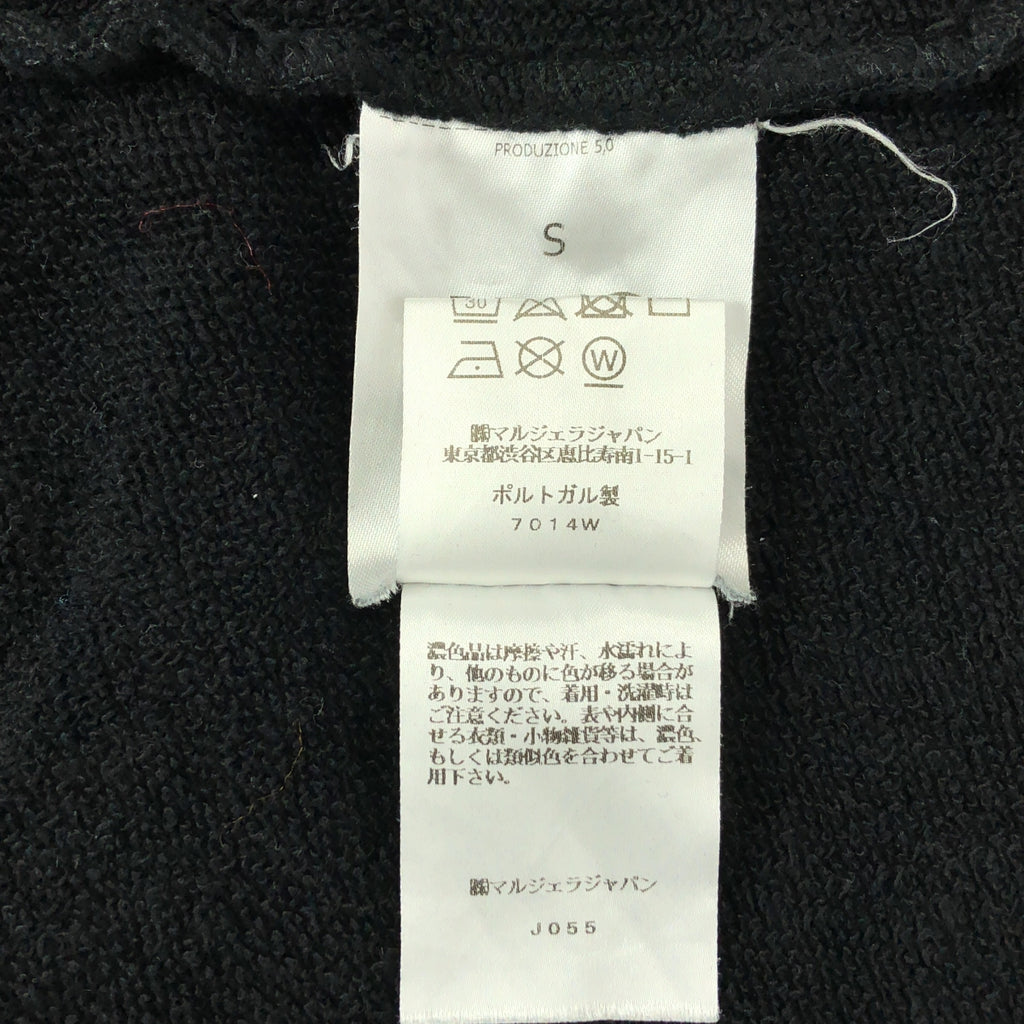 PRODUZIONE 5,0
S
30
W
㈱マルジェラジャパン
東京都渋谷区恵比寿南1-15-1
ポルトガル製
7014W
濃色品は摩擦や汗、水濡れによ
り、他のものに色が移る場合が
ありますので、着用・洗濯時は
ご注意ください。表や内側に合
せる衣類・小物雑貨等は、濃色、
もしくは類似色を合わせてご着
用下さい。
㈱マルジェラジャパン
J055